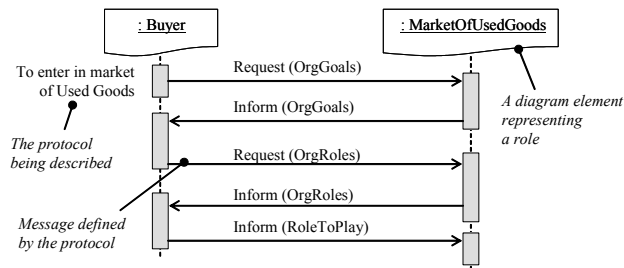 : Buyer
: MarketOfUsedGoods
To enter in market
of Used Goods
Request (OrgGoals)
A diagram element
representing
a role
Inform (OrgGoals)
The protocol
being described
Request (OrgRoles)
Inform (OrgRoles)
Message defined
by the protocol
Inform (RoleToPlay)